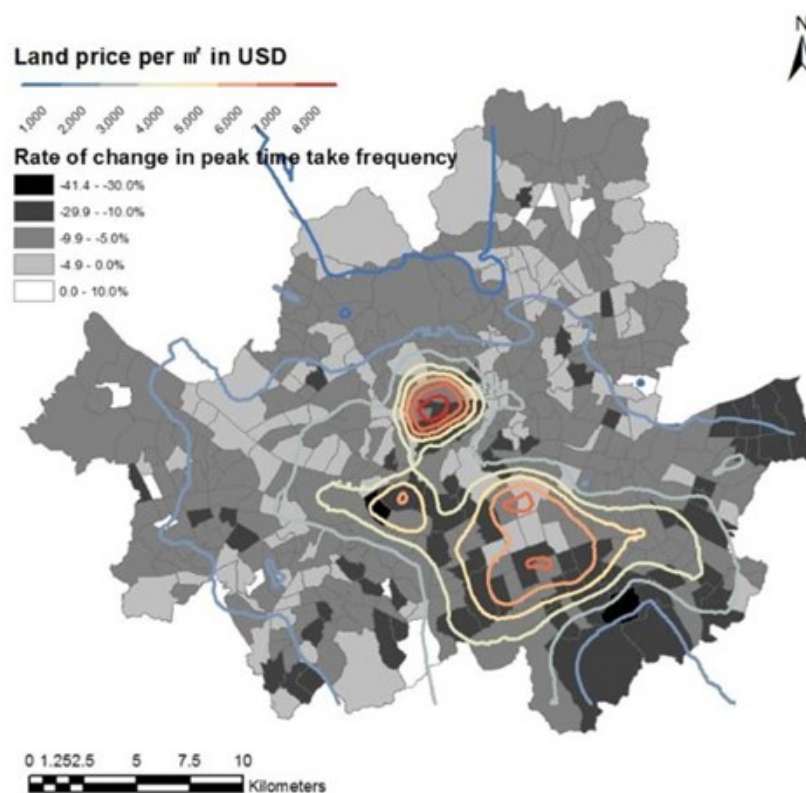 N
Land price per ㎡ in USD
1,000 2,000 3,000 4,000 5,000 6,000 7,000 8,000
Rate of change in peak time take frequency
-41.4 - -30.0%
-29.9 - -10.0%
-9.9 - -5.0%
-4.9 - 0.0%
0.0 - 10.0%
0 1.25 2.5 5 7.5 10
Kilometers